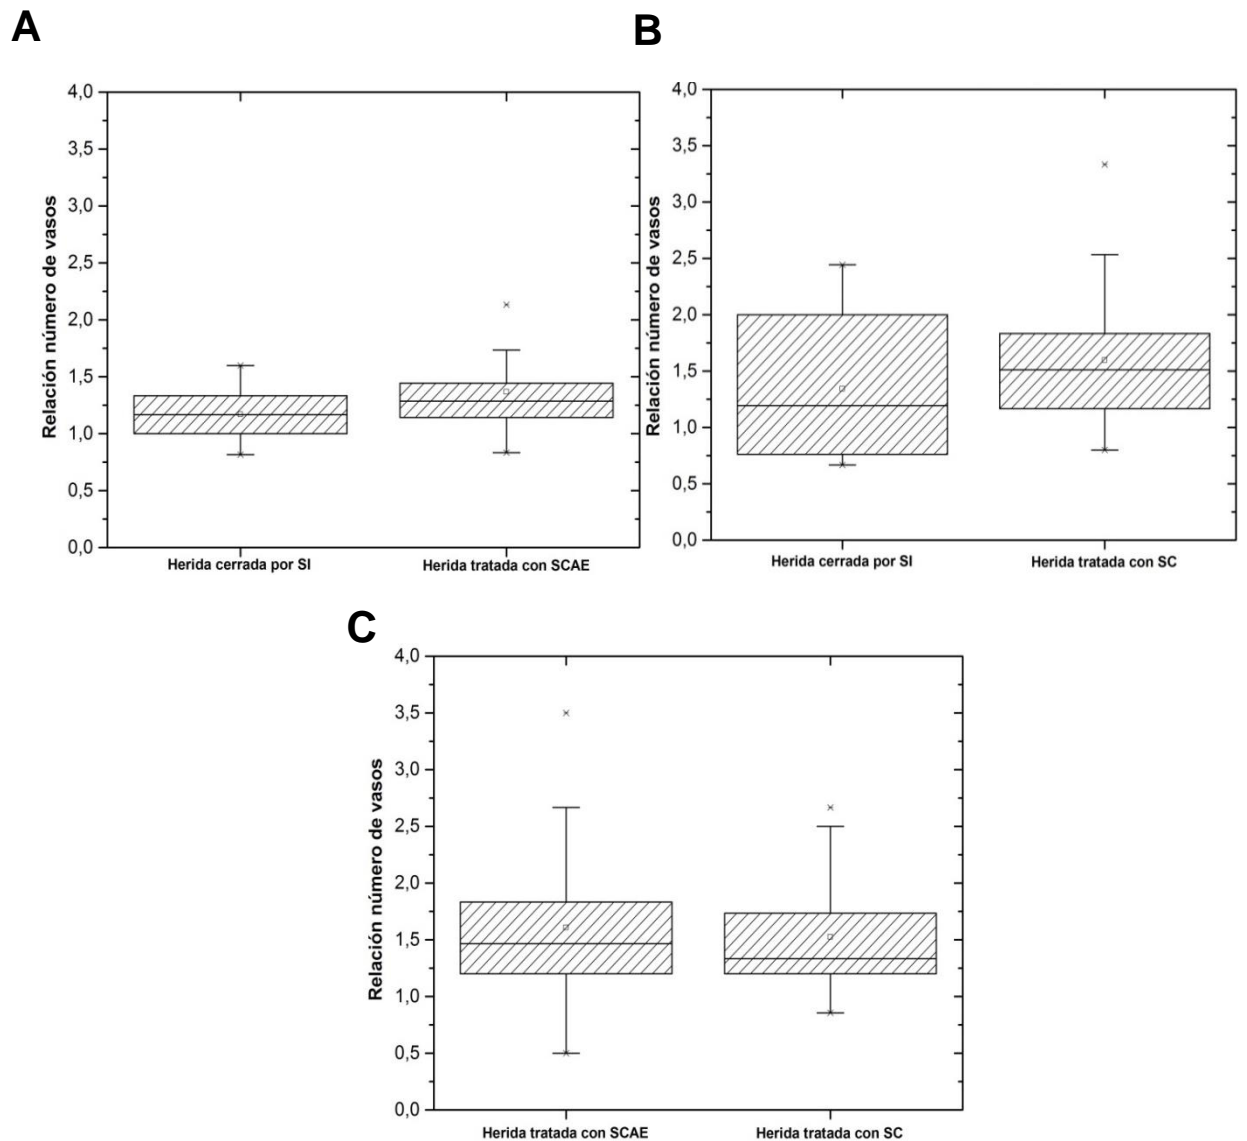 A
B
4,0
3,5
3,0
2,5
2,0
1,5
1,0
0,5
0,0
Relación número de vasos
Herida cerrada por SI
Herida tratada con SCAE
4,0
3,5
3,0
2,5
2,0
1,5
1,0
0,5
0,0
Relación número de vasos
Herida cerrada por SI
Herida tratada con SC
C
4,0
3,5
3,0
2,5
2,0
1,5
1,0
0,5
0,0
Relación número de vasos
Herida tratada con SCAE
Herida tratada con SC